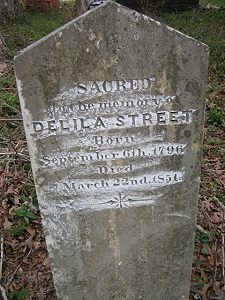 SACRED
to the memory of
DELILA STREET
Born
September 6th, 1796
Died
March 22nd, 1851.